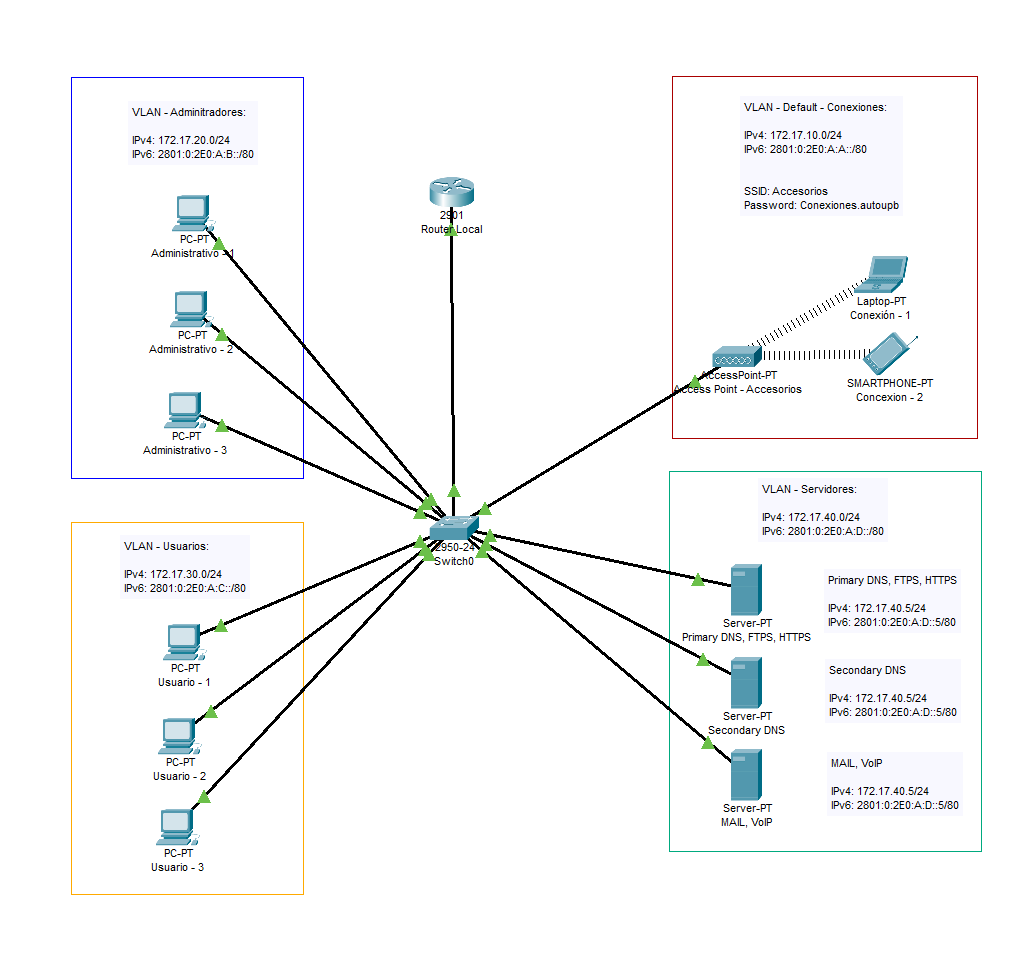 VLAN - Adminitradores:
IPv4: 172.17.20.0/24
IPv6: 2801:0:2E0:A:B::/80
PC-PT
Administrativo - 1
PC-PT
Administrativo - 2
PC-PT
Administrativo - 3
2901
Router Local
VLAN - Default - Conexiones:
IPv4: 172.17.10.0/24
IPv6: 2801:0:2E0:A:A::/80
SSID: Accesorios
Password: Conexiones.autoupb
Laptop-PT
Conexión - 1
AccessPoint-PT
Access Point - Accesorios
SMARTPHONE-PT
Concexion - 2
2950-24
Switch0
VLAN - Usuarios:
IPv4: 172.17.30.0/24
IPv6: 2801:0:2E0:A:C::/80
PC-PT
Usuario - 1
PC-PT
Usuario - 2
PC-PT
Usuario - 3
VLAN - Servidores:
IPv4: 172.17.40.0/24
IPv6: 2801:0:2E0:A:D::/80
Server-PT
Primary DNS, FTPS, HTTPS
Primary DNS, FTPS, HTTPS
IPv4: 172.17.40.5/24
IPv6: 2801:0:2E0:A:D::5/80
Server-PT
Secondary DNS
Secondary DNS
IPv4: 172.17.40.5/24
IPv6: 2801:0:2E0:A:D::5/80
Server-PT
MAIL, VoIP
MAIL, VoIP
IPv4: 172.17.40.5/24
IPv6: 2801:0:2E0:A:D::5/80